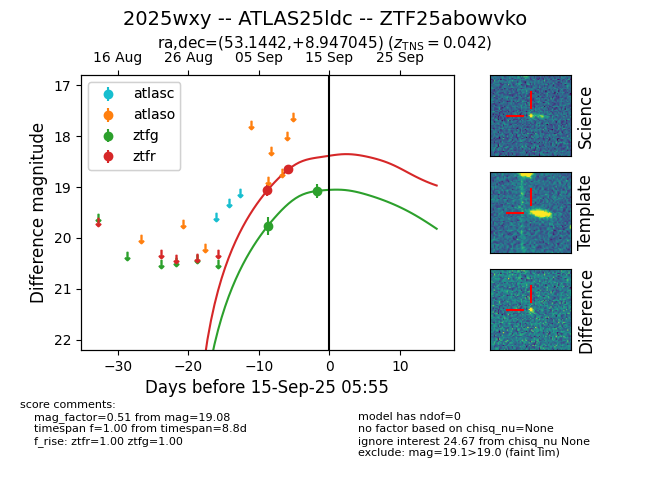 2025wxy -- ATLAS25ldc -- ZTF25abowvko
ra,dec=(53.1442,+8.947045) (zTNS = 0.042)
16 Aug 26 Aug 05 Sep 15 Sep 25 Sep
17
18
19
20
21
22
Difference magnitude
atlasc
atlaso
ztfg
ztfr
−30 −20 −10 0 10
Days before 15-Sep-25 05:55
Science
Template
Difference
score comments:
mag_factor=0.51 from mag=19.08
timespan f=1.00 from timespan=8.8d
f_rise: ztfr=1.00 ztfg=1.00
model has ndof=0
no factor based on chisq_nu=None
ignore interest 24.67 from chisq_nu None
exclude: mag=19.1>19.0 (faint lim)